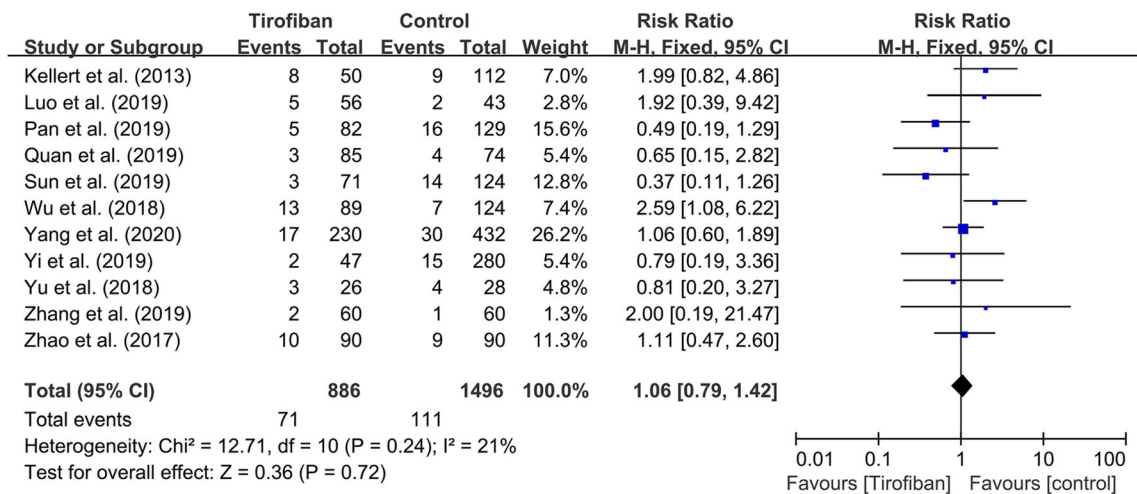 Tirofiban Control Risk Ratio Risk Ratio
Study or Subgroup Events Total Events Total Weight M-H, Fixed, 95% CI M-H, Fixed, 95% CI
Kellert et al. (2013) 8 50 9 112 7.0% 1.99 [0.82, 4.86]
Luo et al. (2019) 5 56 2 43 2.8% 1.92 [0.39, 9.42]
Pan et al. (2019) 5 82 16 129 15.6% 0.49 [0.19, 1.29]
Quan et al. (2019) 3 85 4 74 5.4% 0.65 [0.15, 2.82]
Sun et al. (2019) 3 71 14 124 12.8% 0.37 [0.11, 1.26]
Wu et al. (2018) 13 89 7 124 7.4% 2.59 [1.08, 6.22]
Yang et al. (2020) 17 230 30 432 26.2% 1.06 [0.60, 1.89]
Yi et al. (2019) 2 47 15 280 5.4% 0.79 [0.19, 3.36]
Yu et al. (2018) 3 26 4 28 4.8% 0.81 [0.20, 3.27]
Zhang et al. (2019) 2 60 1 60 1.3% 2.00 [0.19, 21.47]
Zhao et al. (2017) 10 90 9 90 11.3% 1.11 [0.47, 2.60]
Total (95% CI) 886 1496 100.0% 1.06 [0.79, 1.42]
Total events 71 111
Heterogeneity: Chi² = 12.71, df = 10 (P = 0.24); I² = 21%
Test for overall effect: Z = 0.36 (P = 0.72)
0.01 0.1 1 10 100
Favours [Tirofiban] Favours [control]